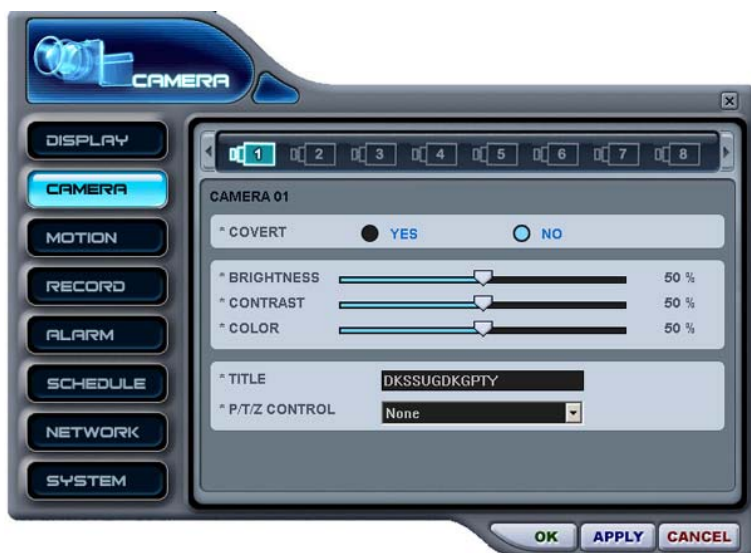 CAMERA
DISPLAY
CAMERA
MOTION
RECORD
ALARM
SCHEDULE
NETWORK
SYSTEM
1 2 3 4 5 6 7 8
CAMERA 01
* COVERT YES NO
* BRIGHTNESS 50 %
* CONTRAST 50 %
* COLOR 50 %
* TITLE DKSSUGDKGPTY
* P/T/Z CONTROL None
OK APPLY CANCEL